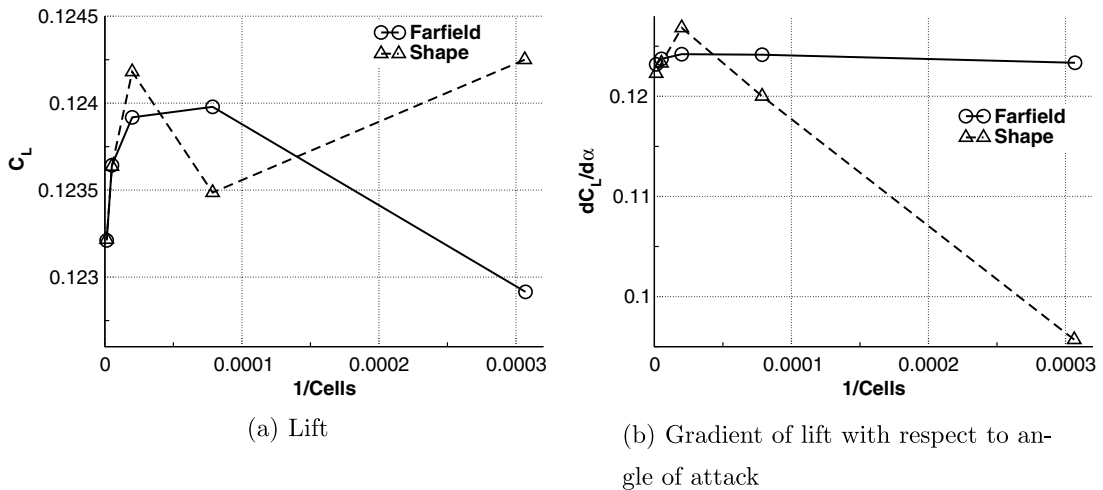 0.1245
0.124
0.1235
0.123
C_L
Farfield
Shape
0 0.0001 0.0002 0.0003
1/Cells
(a) Lift
0.12
0.11
0.1
dC_L/dα
Farfield
Shape
0 0.0001 0.0002 0.0003
1/Cells
(b) Gradient of lift with respect to an-
gle of attack